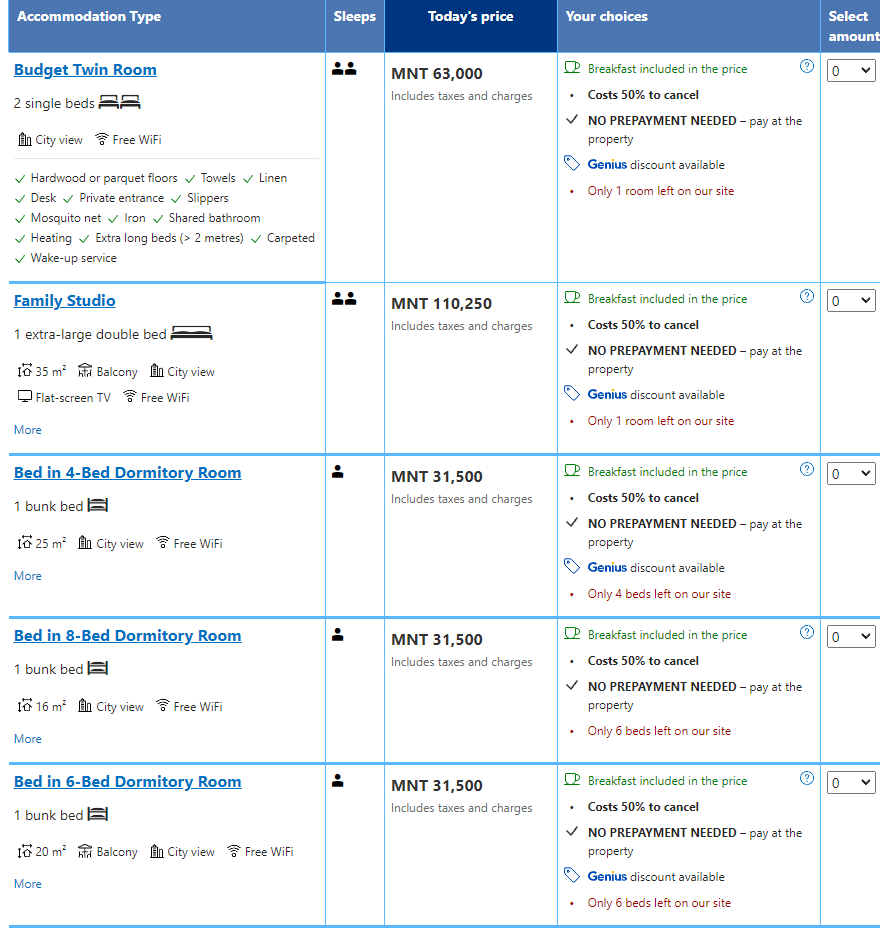 Accommodation Type
Sleeps
Today's price
Your choices
Select
amount
Budget Twin Room
2 single beds
City view Free WiFi
Hardwood or parquet floors Towels Linen
Desk Private entrance Slippers
Mosquito net Iron Shared bathroom
Heating Extra long beds (> 2 metres) Carpeted
Wake-up service
MNT 63,000
Includes taxes and charges
Breakfast included in the price ?
• Costs 50% to cancel
NO PREPAYMENT NEEDED – pay at the
property
Genius discount available
• Only 1 room left on our site
0
Family Studio
1 extra-large double bed
35 m² Balcony City view
Flat-screen TV Free WiFi
More
MNT 110,250
Includes taxes and charges
Breakfast included in the price ?
• Costs 50% to cancel
NO PREPAYMENT NEEDED – pay at the
property
Genius discount available
• Only 1 room left on our site
0
Bed in 4-Bed Dormitory Room
1 bunk bed
25 m² City view Free WiFi
More
MNT 31,500
Includes taxes and charges
Breakfast included in the price ?
• Costs 50% to cancel
NO PREPAYMENT NEEDED – pay at the
property
Genius discount available
• Only 4 beds left on our site
0
Bed in 8-Bed Dormitory Room
1 bunk bed
16 m² City view Free WiFi
More
MNT 31,500
Includes taxes and charges
Breakfast included in the price ?
• Costs 50% to cancel
NO PREPAYMENT NEEDED – pay at the
property
• Only 6 beds left on our site
0
Bed in 6-Bed Dormitory Room
1 bunk bed
20 m² Balcony City view Free WiFi
More
MNT 31,500
Includes taxes and charges
Breakfast included in the price ?
• Costs 50% to cancel
NO PREPAYMENT NEEDED – pay at the
property
Genius discount available
• Only 6 beds left on our site
0